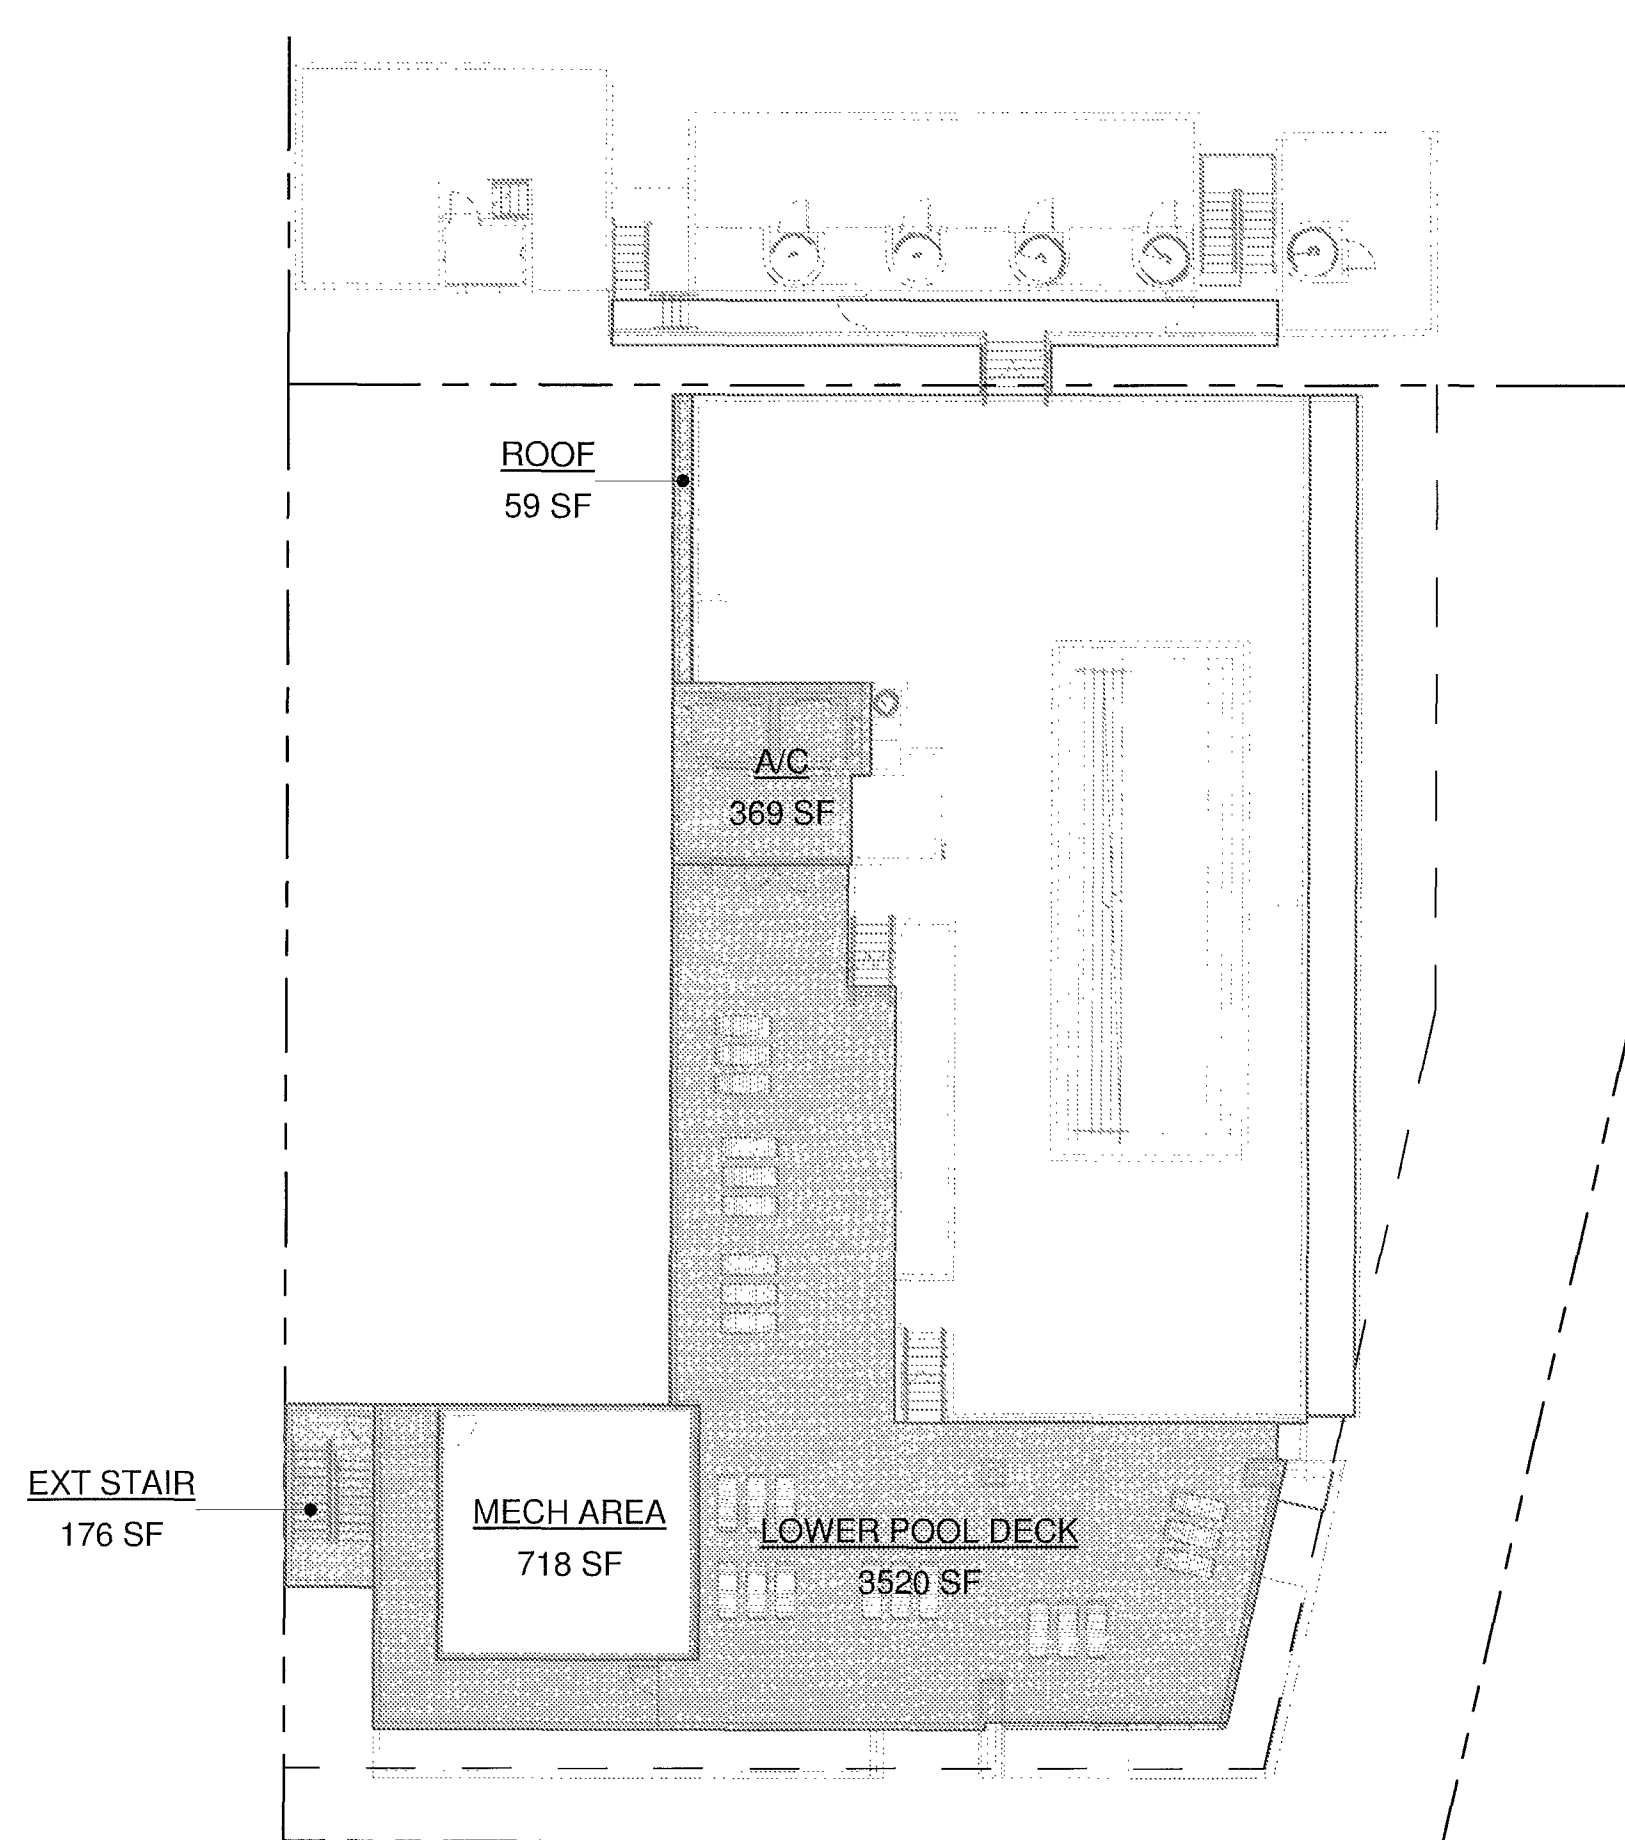 ROOF
59 SF
A/C
369 SF
EXT STAIR
176 SF
MECH AREA
718 SF
LOWER POOL DECK
3520 SF